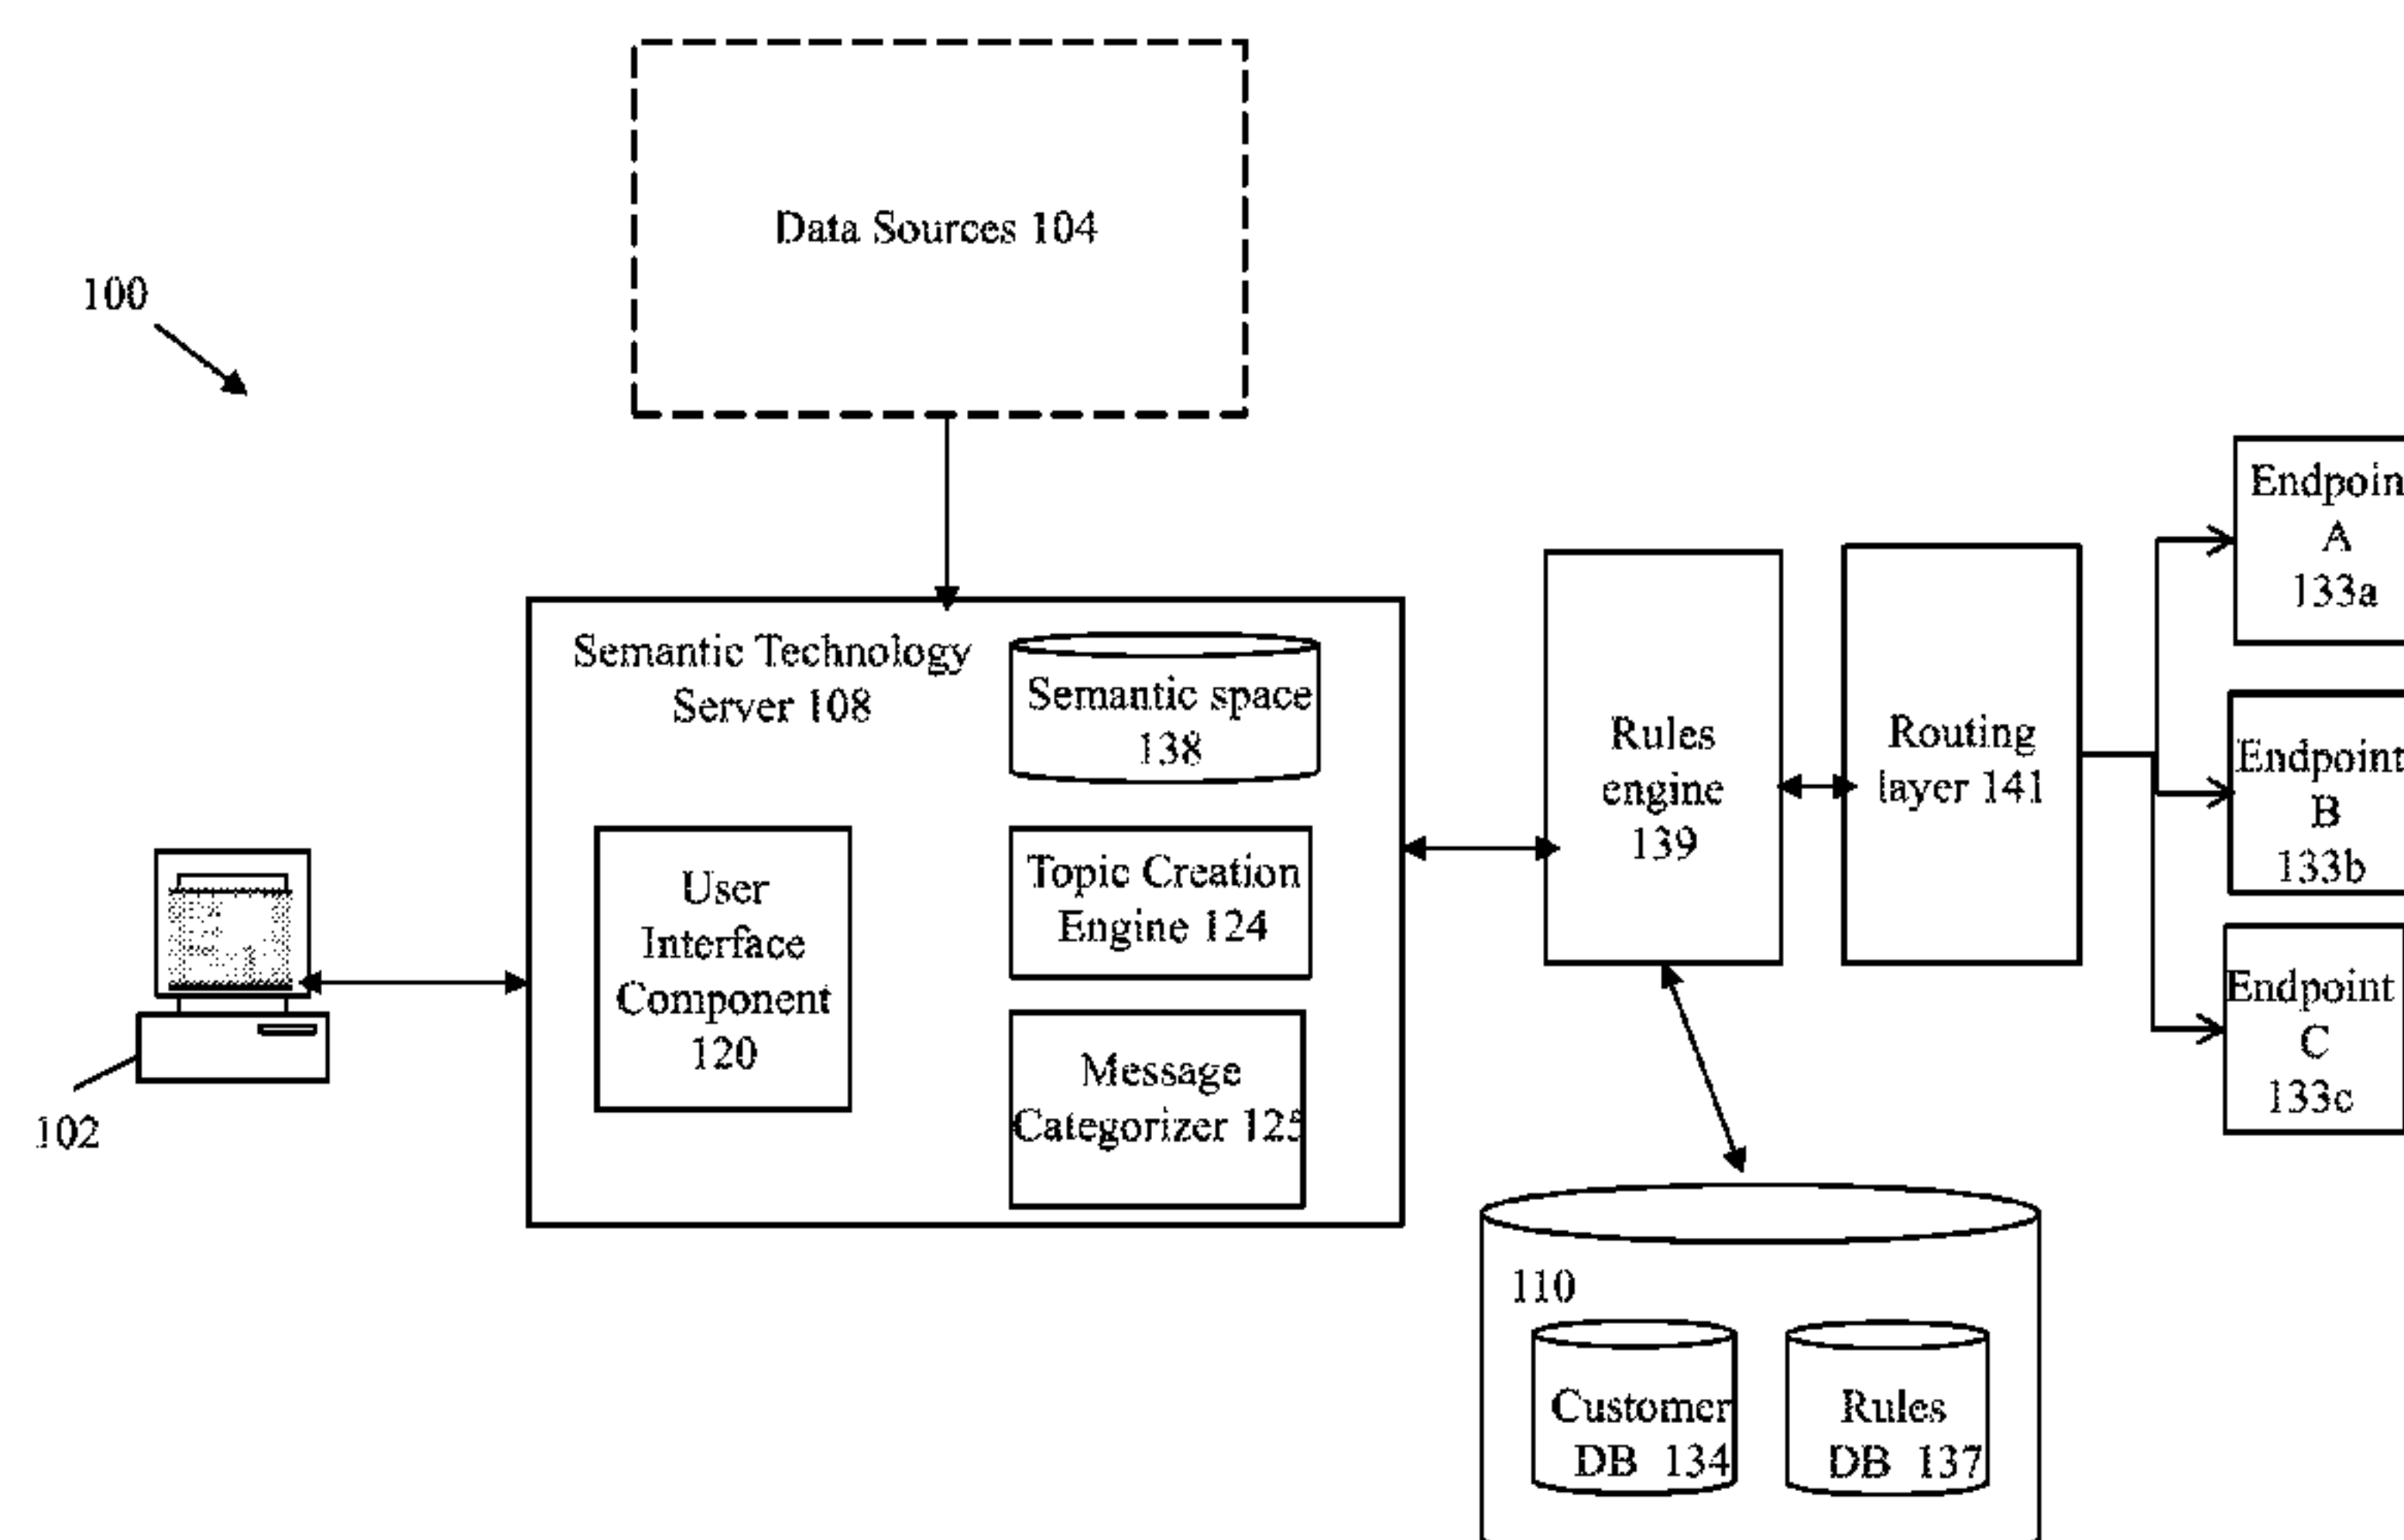 Data Sources 104
100
Semantic Technology
Server 108
Semantic space
138
User
Interface
Component
120
Topic Creation
Engine 124
Message
Categorizer 125
102
Rules
engine
139
Routing
layer 141
Endpoin
A
133a
Endpoint
B
133b
Endpoint
C
133c
110
Customer
DB 134
Rules
DB 137